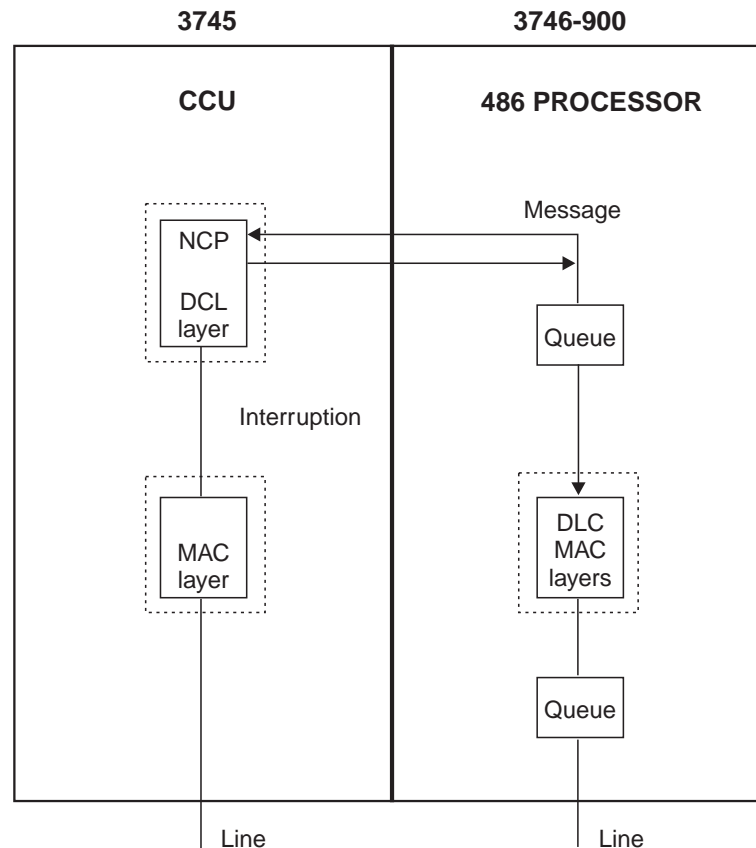 3745
3746-900
CCU
486 PROCESSOR
Message
NCP
DCL
layer
Queue
Interruption
MAC
layer
DLC
MAC
layers
Queue
Line
Line